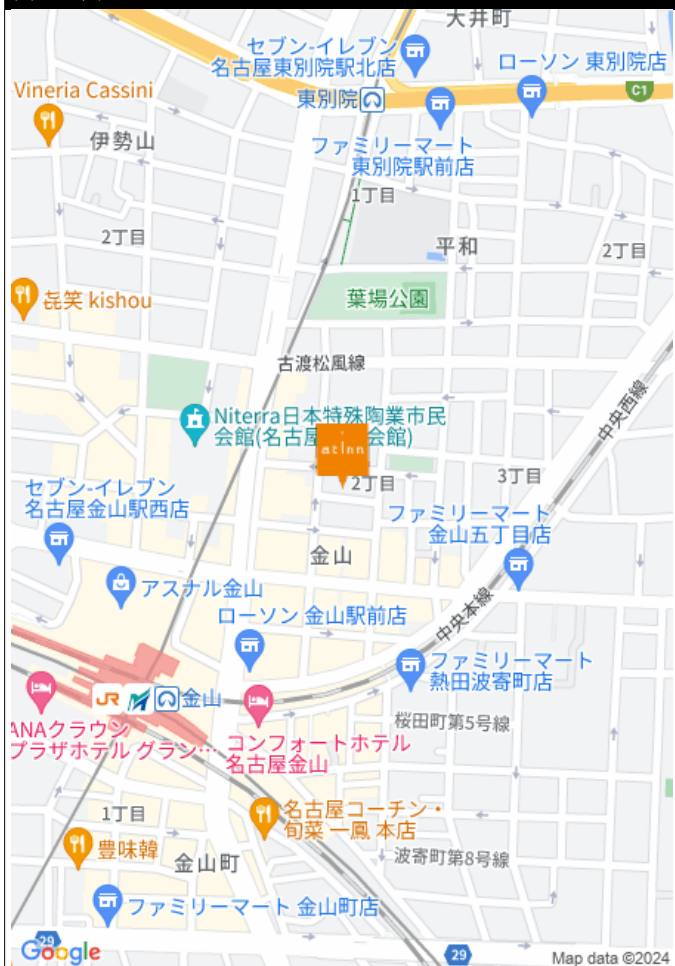 大井町
セブン-イレブン
名古屋東別院駅北店
ローソン 東別院店
Vineria Cassini
東別院
C1
伊勢山
ファミリーマート
東別院駅前店
1丁目
2丁目
平和
2丁目
㐂笑 kishou
葉場公園
古渡松風線
中央西線
Niterra日本特殊陶業市民
会館(名古屋
会館)
at inn
2丁目
3丁目
セブン-イレブン
名古屋金山駅西店
ファミリーマート
金山五丁目店
金山
アスナル金山
ローソン 金山駅前店
中央本線
ファミリーマート
熱田波寄町店
JR
金山
ANAクラウン
プラザホテル グラン…
コンフォートホテル
名古屋金山
桜田町第5号線
1丁目
名古屋コーチン・
旬菜 一鳳 本店
豊味韓
金山町
波寄町第8号線
ファミリーマート 金山町店
29
Google
29
Map data ©2024